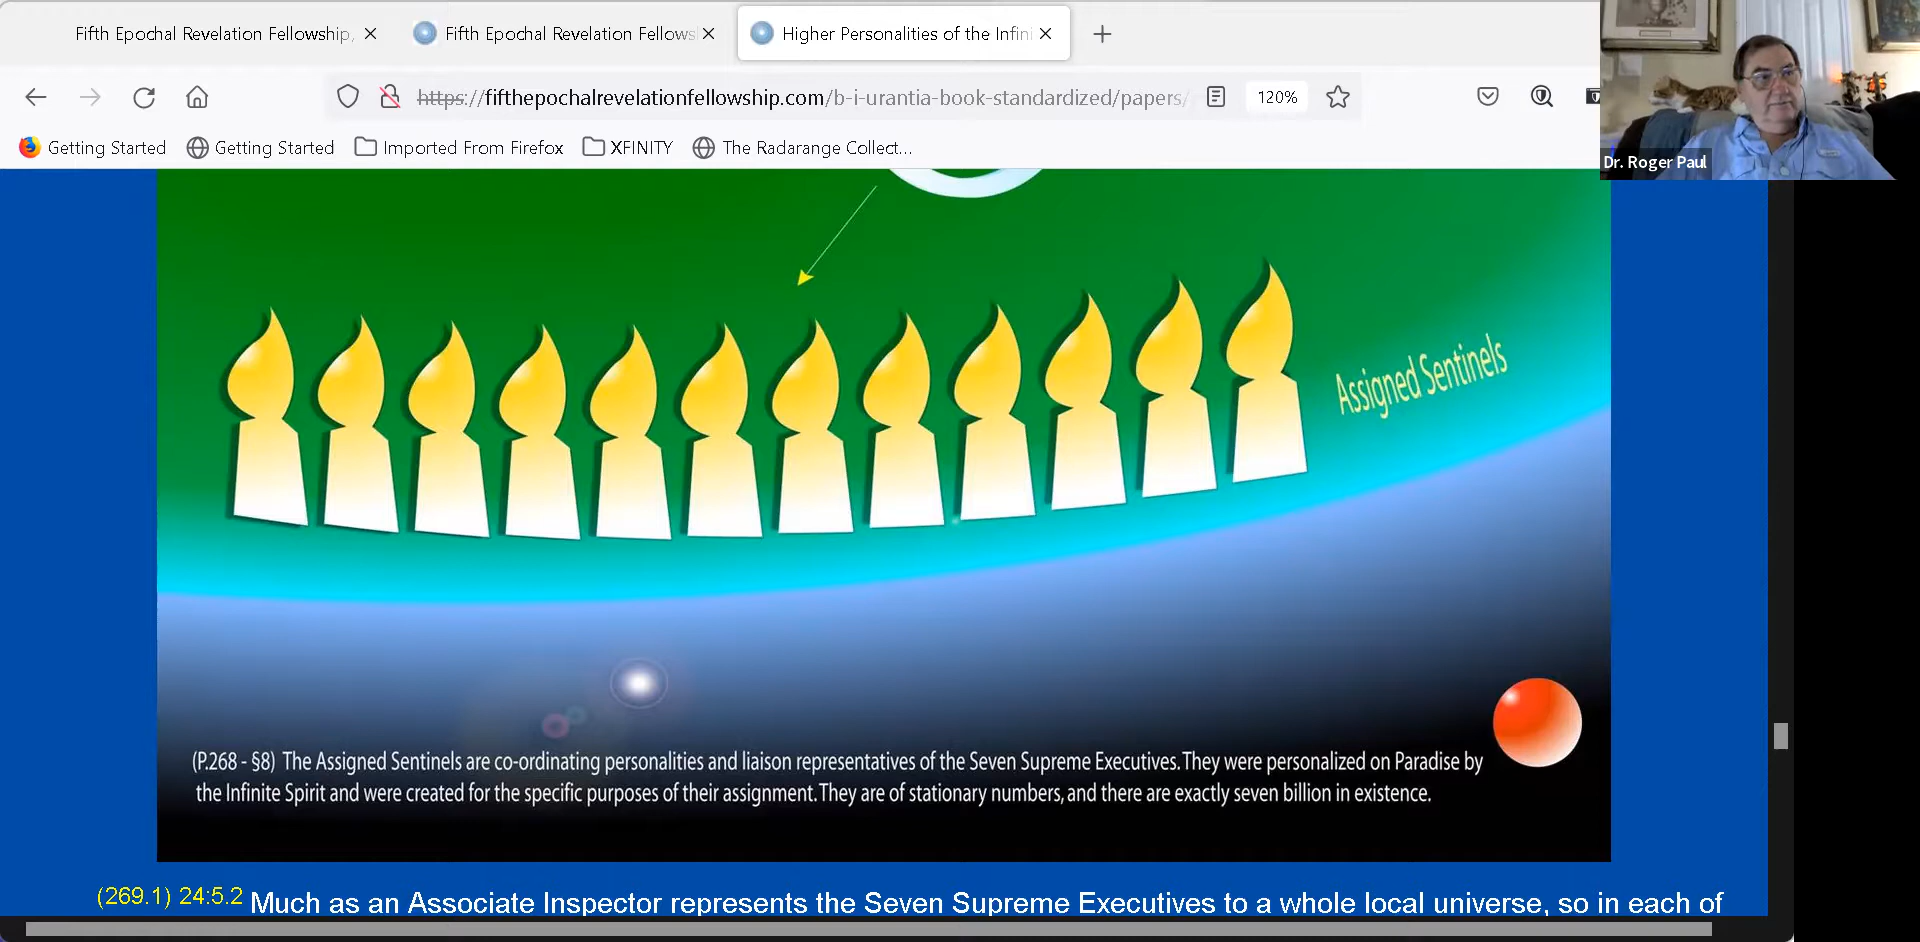 Fifth Epochal Revelation Fellowship,
Fifth Epochal Revelation Fellows
Higher Personalities of the Infini
https://fifthepochalrevelationfellowship.com/b-i-urantia-book-standardized/papers/
120%
Getting Started
Getting Started
Imported From Firefox
XFINITY
The Radarange Collect...
Dr. Roger Paul
Assigned Sentinels
(P.268 - §8) The Assigned Sentinels are co-ordinating personalities and liaison representatives of the Seven Supreme Executives. They were personalized on Paradise by
the Infinite Spirit and were created for the specific purposes of their assignment. They are of stationary numbers, and there are exactly seven billion in existence.
(269.1) 24:5.2 Much as an Associate Inspector represents the Seven Supreme Executives to a whole local universe, so in each of